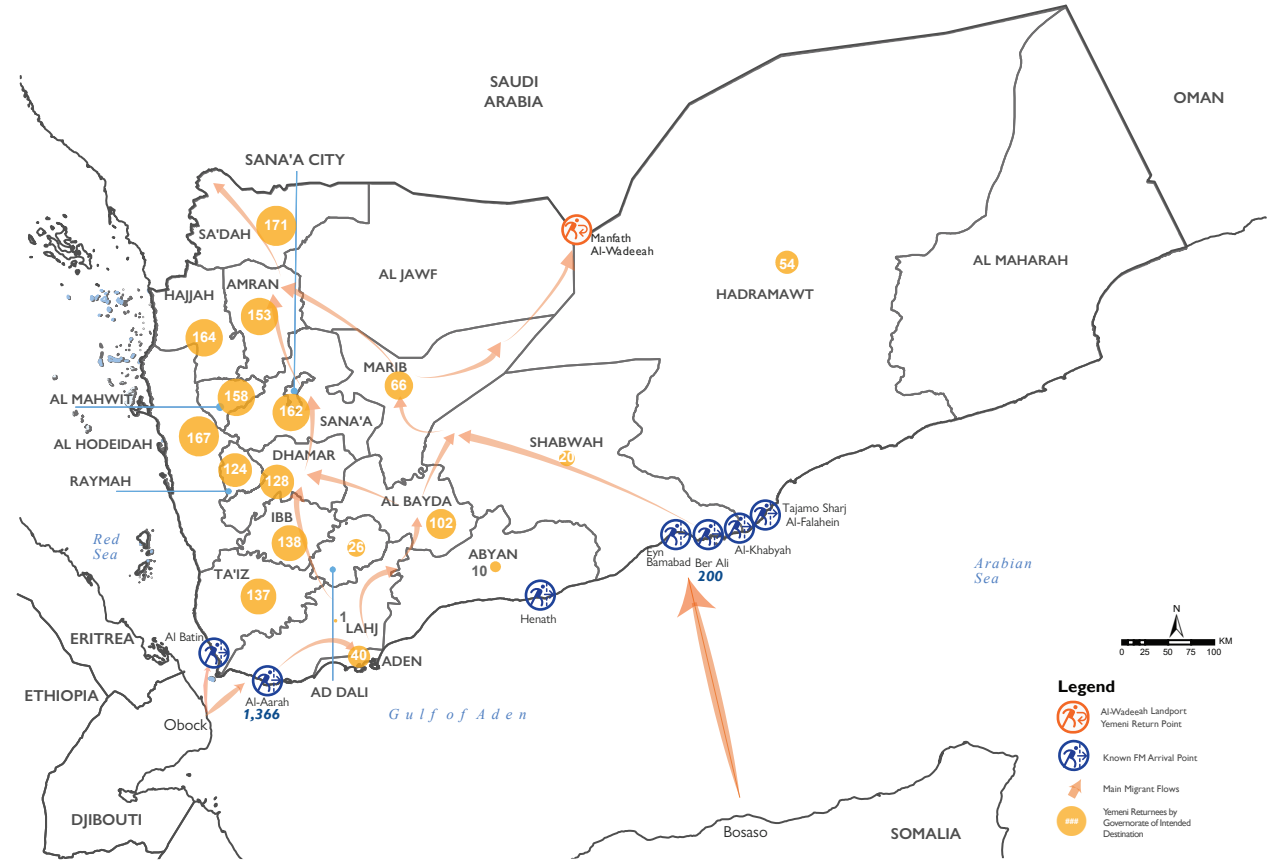 SAUDI
ARABIA
OMAN
SANA'A CITY
171
SA'DAH
Manfath
Al-Wadeeah
AL JAWF
54
HADRAMAWT
AL MAHARAH
HAJJAH
AMRAN
153
164
MARIB
66
AL MAHWIT
158
162
SANA'A
AL HODEIDAH
167
SHABWAH
20
DHAMAR
124
128
RAYMAH
AL BAYDA
102
IBB
138
26
ABYAN
10
Tajamo Sharj
Al-Falahein
Al-Khabyah
Eyn
Bamabad
Ber Ali
200
Red
Sea
Arabian
Sea
TA'IZ
137
Henath
1
LAHJ
40
ADEN
AD DALI
ERITREA
Al Batin
ETHIOPIA
Al-Aarah
1,366
Gulf of Aden
Obock
DJIBOUTI
Bosaso
SOMALIA
N
KM
0 25 50 75 100
Legend
Al-Wadeeah Landport
Yemeni Return Point
Known FM Arrival Point
Main Migrant Flows
###
Yemeni Returnees by
Governorate of Intended
Destination